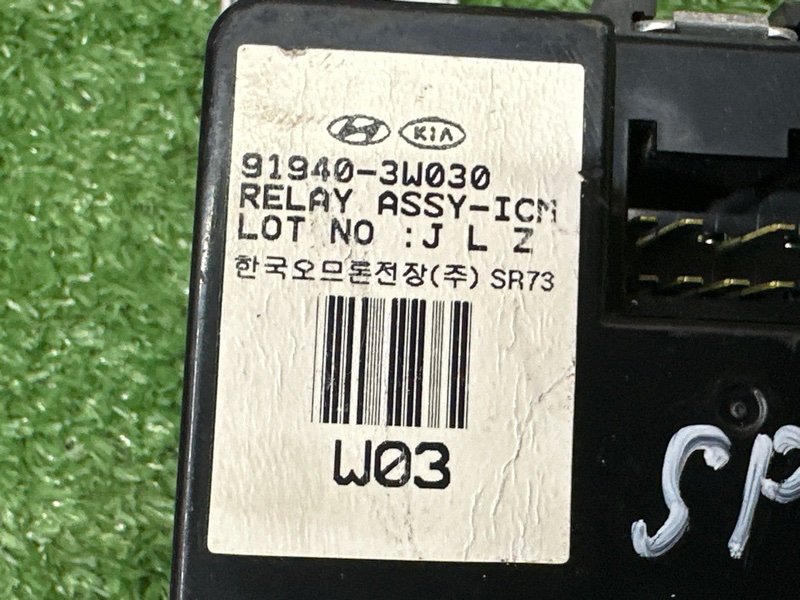 KIA
91940-3W030
RELAY ASSY-ICM
LOT NO :J L Z
한국오므론전장(주) SR73
W03
SP